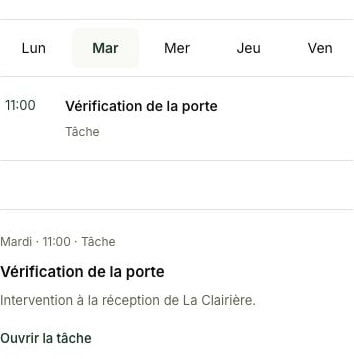 Lun Mar Mer Jeu Ven
11:00 Vérification de la porte
Tâche
Mardi · 11:00 · Tâche
Vérification de la porte
Intervention à la réception de La Clairière.
Ouvrir la tâche